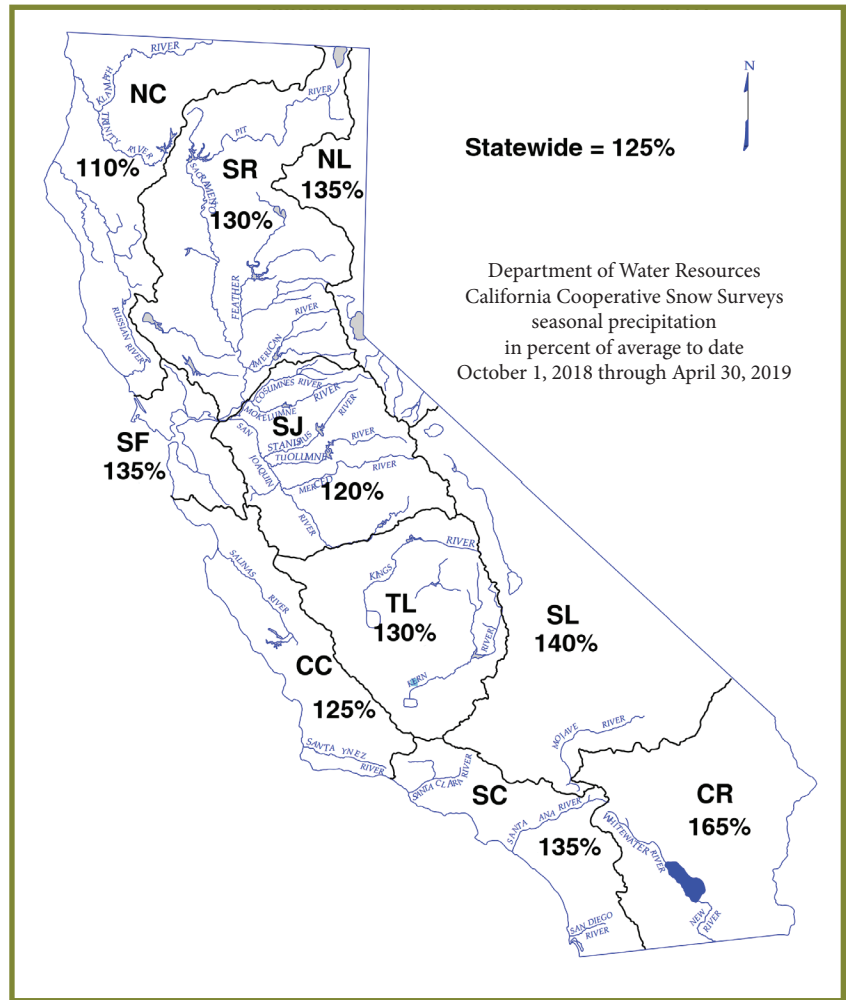 RIVER
KLAMPTH
NC
TRINITY
RIVER
110%
RIVER
PIT
SR
SACRAMENTO
130%
NL
135%
N
Statewide = 125%
Department of Water Resources
California Cooperative Snow Surveys
seasonal precipitation
in percent of average to date
October 1, 2018 through April 30, 2019
FEATHER
RIVER
AMERICAN
RUSSIAN RIVER
COSUMNES RIVER
MOKELUMNE RIVER
SJ
SAN
JOAQUIN
RIVER
STANISIUS
RIVER
TUOLUMNE
RIVER
MERCED
RIVER
120%
SF
135%
SALINAS
RIVER
KINGS
RIVER
TL
130%
KERN
RIVER
SL
140%
CC
125%
SANTA YNEZ
RIVER
SANTA CLARA
RIVER
MOJAVE
RIVER
SC
SANTA ANA RIVER
135%
WHITEWATER
RIVER
CR
165%
NEW
RIVER
SAN DIEGO
RIVER